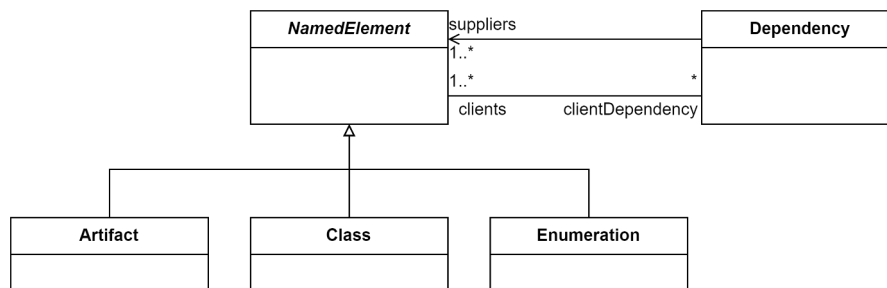 NamedElement
suppliers
Dependency
1..*
1..*
*
clients
clientDependency
Artifact
Class
Enumeration